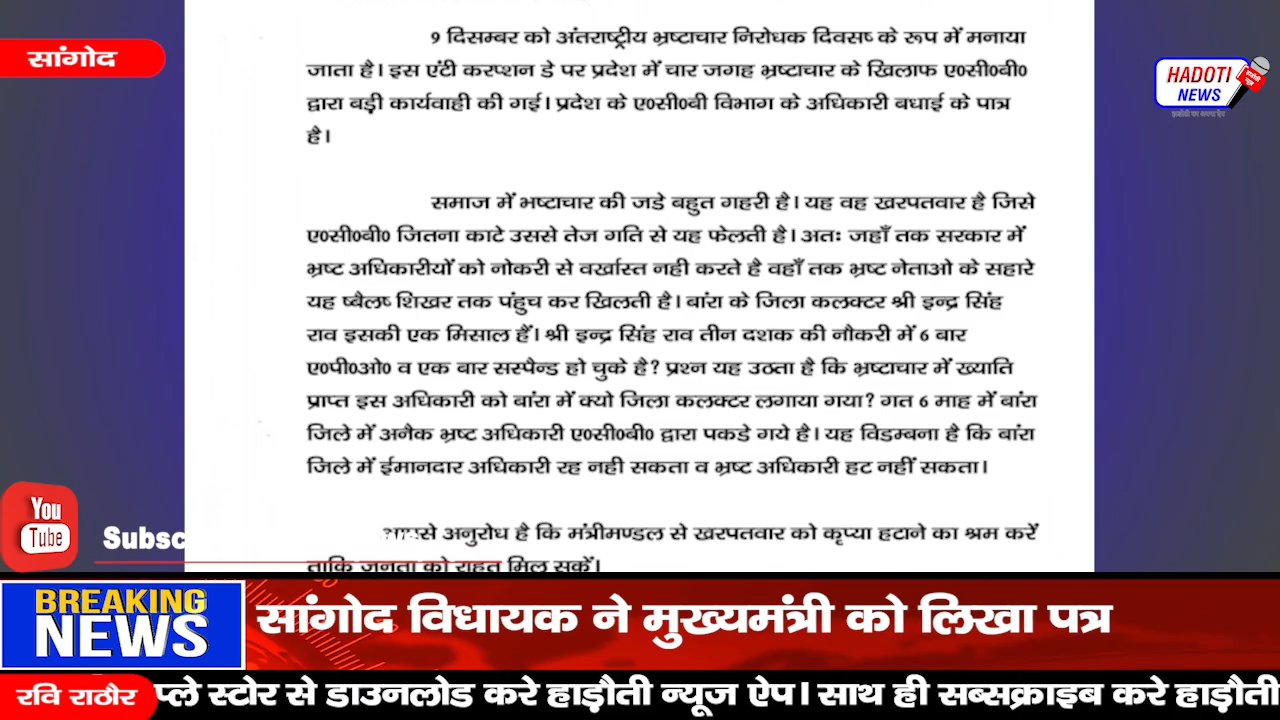 सांगोद
HADOTI
NEWS
9 दिसम्बर को अंतराष्ट्रीय भ्रष्टाचार निरोधक दिवसष् के रूप में मनाया
जाता है। इस एंटी करप्शन डे पर प्रदेश में चार जगह भ्रष्टाचार के खिलाफ ए०सी०बी०
द्वारा बड़ी कार्यवाही की गई। प्रदेश के ए०सी०बी विभाग के अधिकारी बधाई के पात्र
है।
समाज में भष्टाचार की जडे बहुत गहरी है। यह वह खरपतवार है जिसे
ए०सी०बी० जितना काटे उससे तेज गति से यह फेलती है। अतः जहाँ तक सरकार में
भ्रष्ट अधिकारीयों को नोकरी से वर्खास्त नही करते है वहाँ तक भ्रष्ट नेताओ के सहारे
यह ष्बैलष् शिखर तक पंहुच कर खिलती है। बांरा के जिला कलक्टर श्री इन्द्र सिंह
राव इसकी एक मिसाल हैं। श्री इन्द्र सिंह राव तीन दशक की नौकरी में 6 बार
ए०पी०ओ० व एक बार सस्पैन्ड हो चुके है? प्रश्न यह उठता है कि भ्रष्टाचार में ख्याति
प्राप्त इस अधिकारी को बांरा में क्यो जिला कलक्टर लगाया गया? गत 6 माह में बांरा
जिले में अनैक भ्रष्ट अधिकारी ए०सी०बी० द्वारा पकडे गये है। यह विडम्बना है कि बांरा
जिले में ईमानदार अधिकारी रह नही सकता व भ्रष्ट अधिकारी हट नहीं सकता।
अनुरोध है कि मंत्रीमण्डल से खरपतवार को कृप्या हटाने का श्रम करें
ताकि जनता को राहत मिल सकें।
You
Tube
Subsc
BREAKING
NEWS
सांगोद विधायक ने मुख्यमंत्री को लिखा पत्र
रवि राठौर
प्ले स्टोर से डाउनलोड करे हाड़ौती न्यूज ऐप। साथ ही सब्सक्राइब करे हाड़ौती